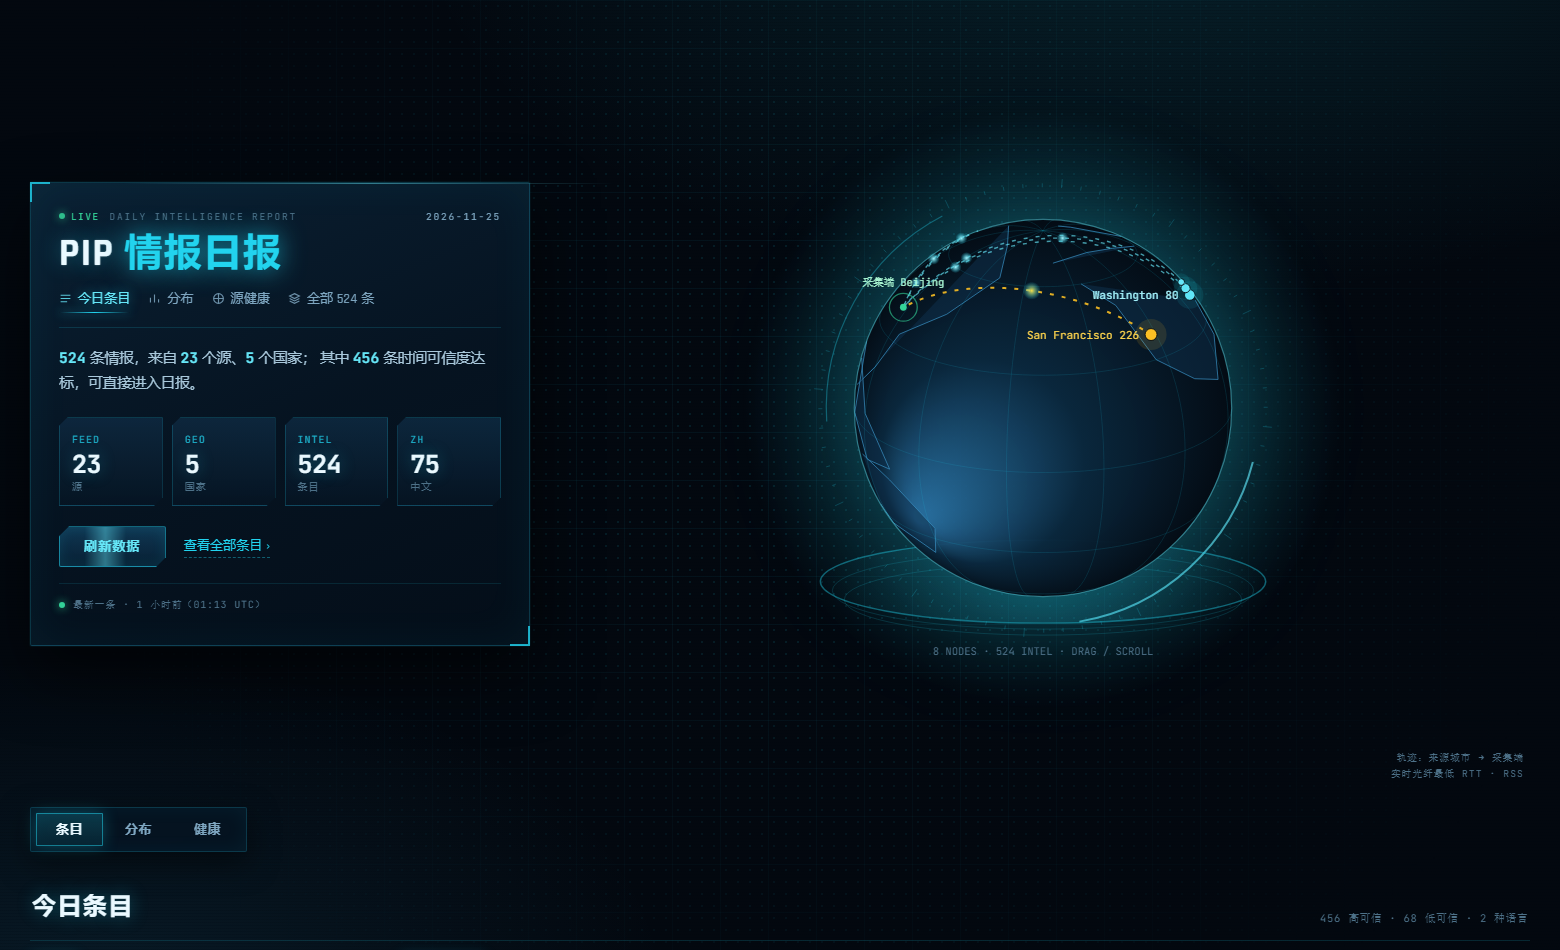 LIVE DAILY INTELLIGENCE REPORT 2026-11-25
PIP 情报日报
今日条目 分布 源健康 全部 524 条
524 条情报，来自 23 个源、5 个国家； 其中 456 条时间可信度达
标，可直接进入日报。
FEED
23
源
GEO
5
国家
INTEL
524
条目
ZH
75
中文
刷新数据 查看全部条目 ›
最新一条 · 1 小时前（01:13 UTC）
采集端 Beijing
Washington 80
San Francisco 226
8 NODES · 524 INTEL · DRAG / SCROLL
轨迹：来源城市 → 采集端
实时光纤最低 RTT · RSS
条目 分布 健康
今日条目
456 高可信 · 68 低可信 · 2 种语言